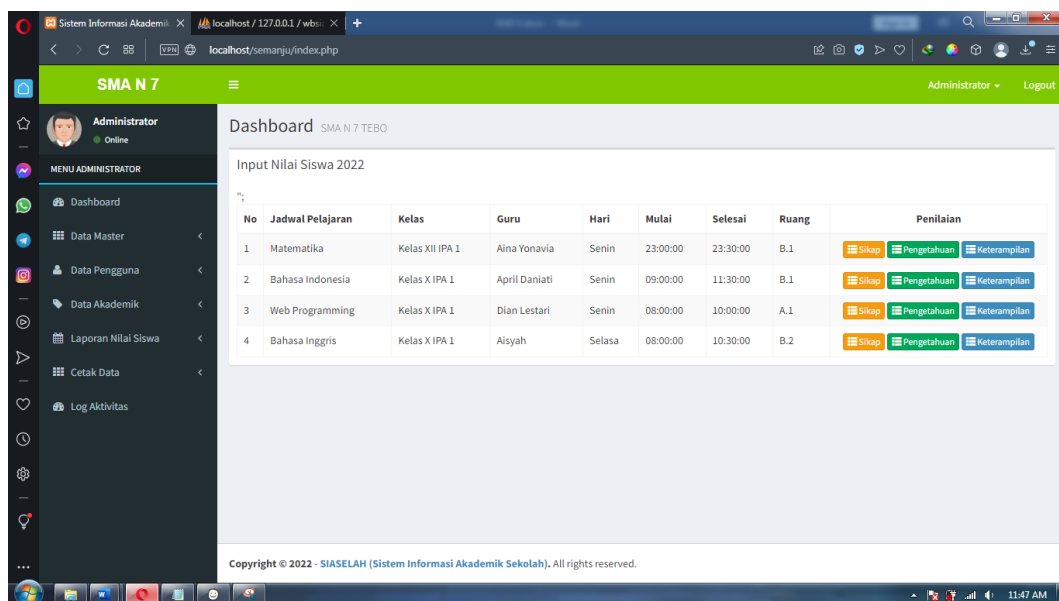 Sistem Informasi Akademik
localhost / 127.0.0.1 / wbsi
VPN
localhost/semanju/index.php
SMA N 7
Administrator
Logout
Administrator
Online
Dashboard SMA N 7 TEBO
MENU ADMINISTRATOR
Dashboard
Data Master
Data Pengguna
Data Akademik
Laporan Nilai Siswa
Cetak Data
Log Aktivitas
Input Nilai Siswa 2022
";
No Jadwal Pelajaran Kelas Guru Hari Mulai Selesai Ruang Penilaian
1 Matematika Kelas XII IPA 1 Aina Yonavia Senin 23:00:00 23:30:00 B.1 Sikap Pengetahuan Keterampilan
2 Bahasa Indonesia Kelas X IPA 1 April Daniati Senin 09:00:00 11:30:00 B.1 Sikap Pengetahuan Keterampilan
3 Web Programming Kelas X IPA 1 Dian Lestari Senin 08:00:00 10:00:00 A.1 Sikap Pengetahuan Keterampilan
4 Bahasa Inggris Kelas X IPA 1 Aisyah Selasa 08:00:00 10:30:00 B.2 Sikap Pengetahuan Keterampilan
Copyright © 2022 - SIASELAH (Sistem Informasi Akademik Sekolah). All rights reserved.
11:47 AM